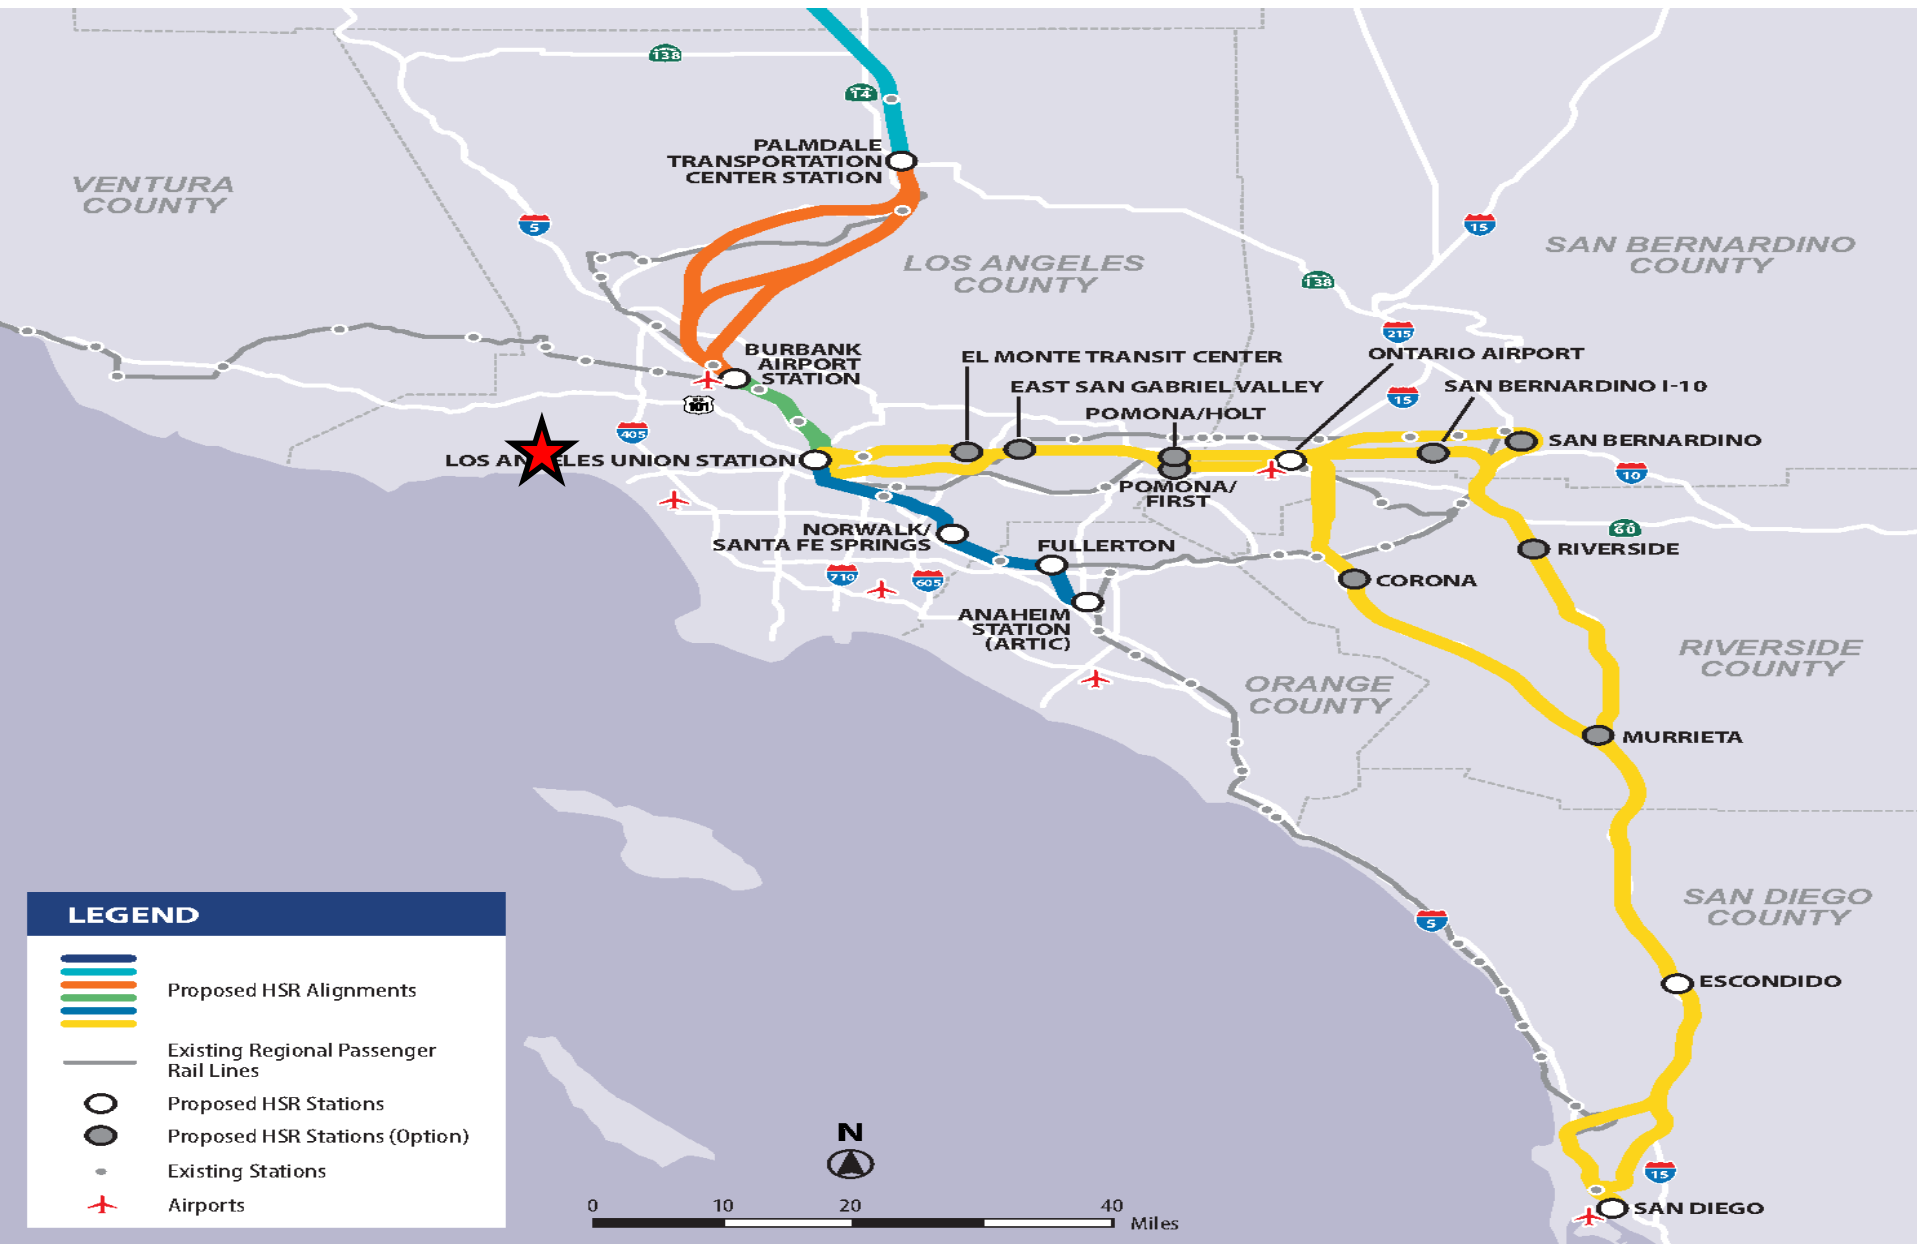 138
14
PALMDALE
TRANSPORTATION
CENTER STATION
VENTURA
COUNTY
5
15
SAN BERNARDINO
COUNTY
LOS ANGELES
COUNTY
138
215
BURBANK
AIRPORT
STATION
EL MONTE TRANSIT CENTER
ONTARIO AIRPORT
EAST SAN GABRIEL VALLEY
SAN BERNARDINO I-10
15
101
POMONA/HOLT
405
LOS ANGELES UNION STATION
SAN BERNARDINO
10
POMONA/
FIRST
NORWALK/
SANTA FE SPRINGS
60
FULLERTON
RIVERSIDE
710
605
CORONA
ANAHEIM
STATION
(ARTIC)
RIVERSIDE
COUNTY
ORANGE
COUNTY
MURRIETA
SAN DIEGO
COUNTY
5
ESCONDIDO
15
SAN DIEGO
LEGEND
Proposed HSR Alignments
Existing Regional Passenger
Rail Lines
Proposed HSR Stations
Proposed HSR Stations (Option)
Existing Stations
Airports
N
0 10 20 40
Miles